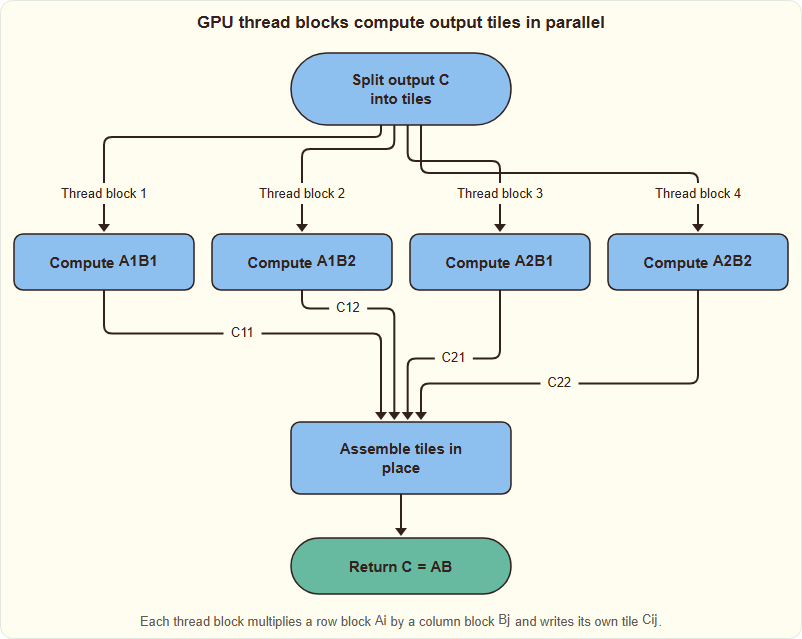 GPU thread blocks compute output tiles in parallel
Split output C
into tiles
Thread block 1
Thread block 2
Thread block 3
Thread block 4
Compute A1B1
Compute A1B2
Compute A2B1
Compute A2B2
C12
C11
C21
C22
Assemble tiles in
place
Return C = AB
Each thread block multiplies a row block Ai by a column block Bj and writes its own tile Cij.